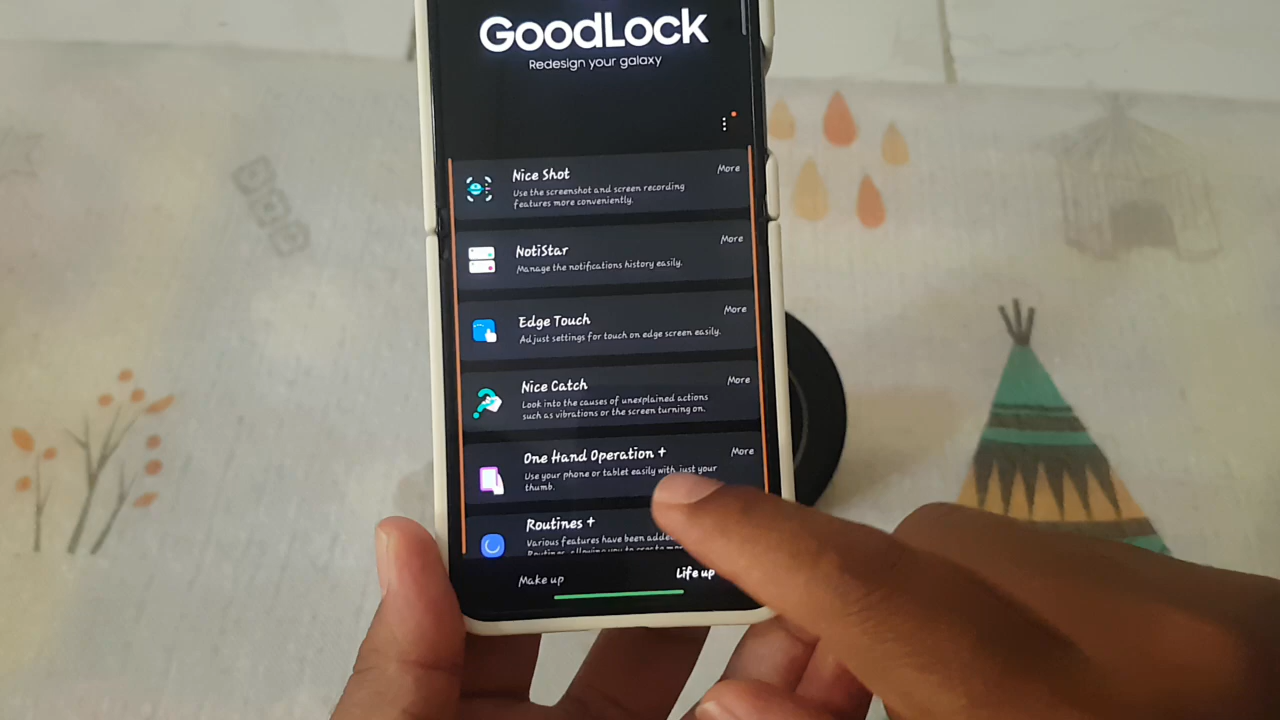 GoodLock
Redesign your galaxy
Nice Shot
More
Use the screenshot and screen recording
features more conveniently.
NotiStar
More
Manage the notifications history easily.
Edge Touch
More
Adjust settings for touch on edge screen easily.
Nice Catch
More
Look into the causes of unexplained actions
such as vibrations or the screen turning on.
One Hand Operation +
More
Use your phone or tablet easily with just your
thumb.
Routines +
Various features have been adde
Make up
Life up